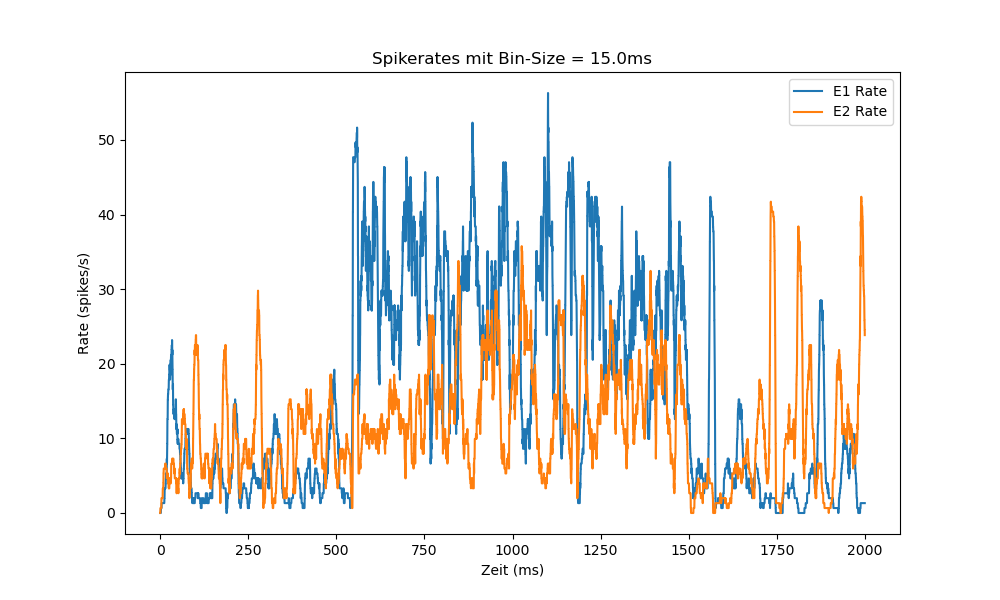 Spikerates mit Bin-Size = 15.0ms
E1 Rate
E2 Rate
Rate (spikes/s)
50
40
30
20
10
0
0 250 500 750 1000 1250 1500 1750 2000
Zeit (ms)